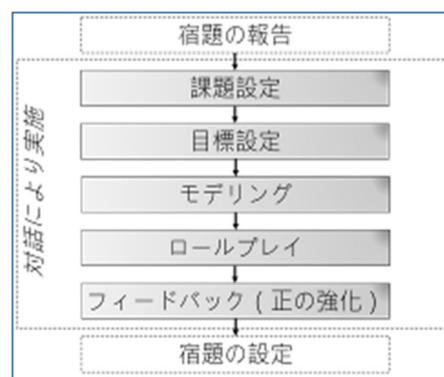 宿題の報告
対話により実施
課題設定
目標設定
モデリング
ロールプレイ
フィードバック ( 正の強化 )
宿題の設定